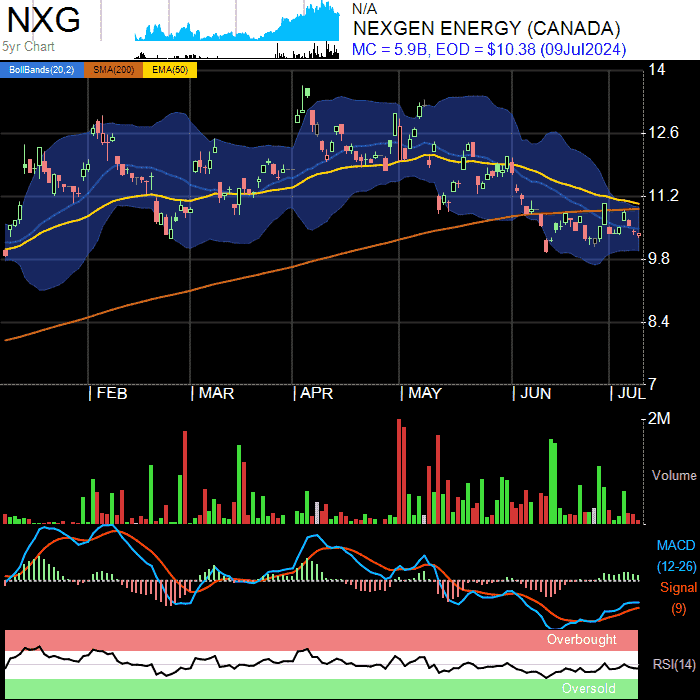 NXG
5yr Chart
N/A
NEXGEN ENERGY (CANADA)
MC = 5.9B, EOD = $10.38 (09Jul2024)
BollBands(20,2) SMA(200) EMA(50)
14
12.6
11.2
9.8
8.4
7
| FEB | MAR | APR | MAY | JUN | JUL
2M
Volume
MACD
(12-26)
Signal
(9)
Overbought
RSI(14)
Oversold